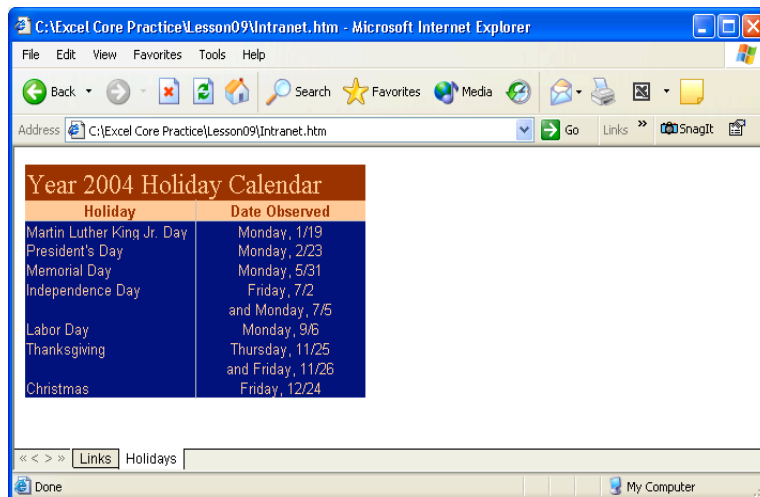 C:\Excel Core Practice\Lesson09\Intranet.htm - Microsoft Internet Explorer
File Edit View Favorites Tools Help
Back Search Favorites Media
Address C:\Excel Core Practice\Lesson09\Intranet.htm Go Links » SnagIt
Year 2004 Holiday Calendar
Holiday Date Observed
Martin Luther King Jr. Day Monday, 1/19
President's Day Monday, 2/23
Memorial Day Monday, 5/31
Independence Day Friday, 7/2
and Monday, 7/5
Labor Day Monday, 9/6
Thanksgiving Thursday, 11/25
and Friday, 11/26
Christmas Friday, 12/24
« < > » Links Holidays
Done My Computer